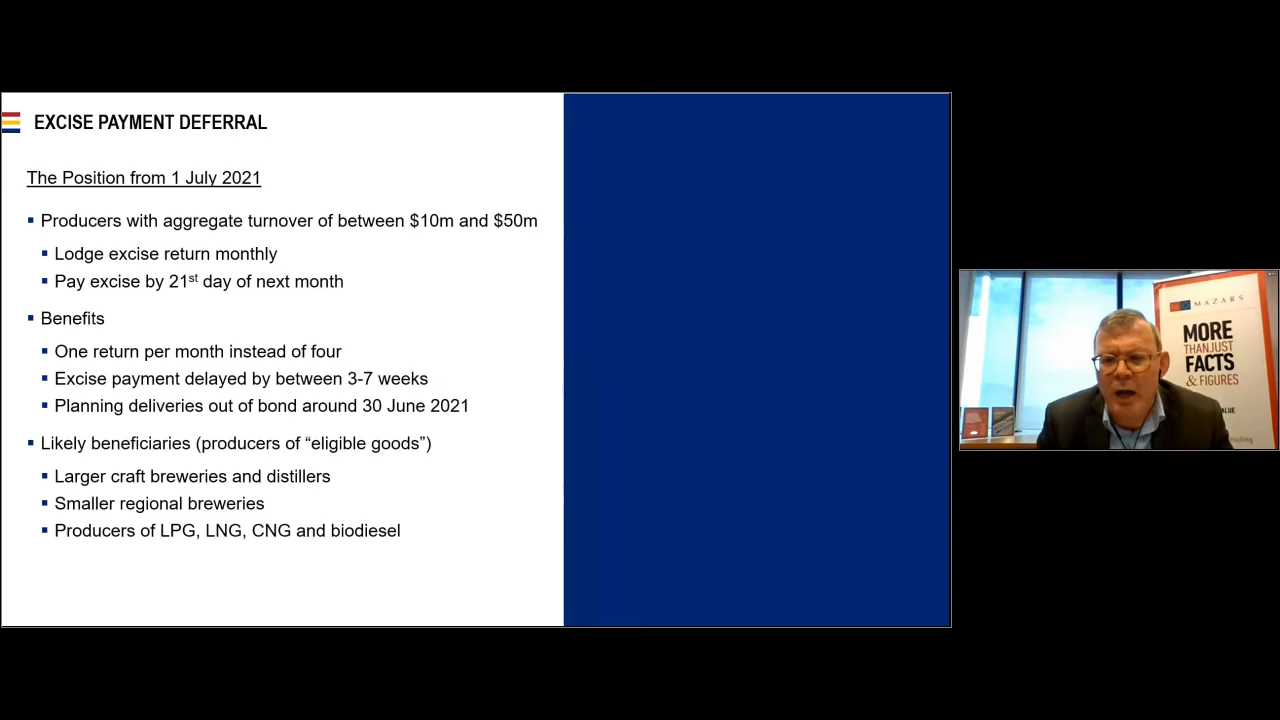 EXCISE PAYMENT DEFERRAL
The Position from 1 July 2021
Producers with aggregate turnover of between $10m and $50m
Lodge excise return monthly
Pay excise by 21st day of next month
Benefits
One return per month instead of four
Excise payment delayed by between 3-7 weeks
Planning deliveries out of bond around 30 June 2021
Likely beneficiaries (producers of “eligible goods”)
Larger craft breweries and distillers
Smaller regional breweries
Producers of LPG, LNG, CNG and biodiesel
MAZARS
MORE
THAN JUST
FACTS
& FIGURES